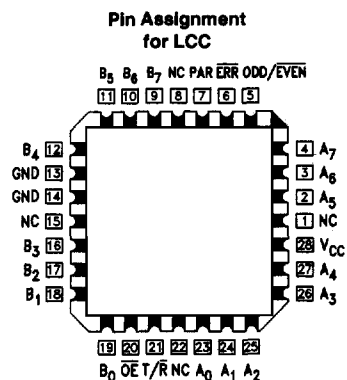 Pin Assignment
for LCC
B5 B6 B7 NC PAR E̅R̅R̅ ODD/E̅V̅E̅N̅
11 10 9 8 7 6 5
B4 12
GND 13
GND 14
NC 15
B3 16
B2 17
B1 18
4 A7
3 A6
2 A5
1 NC
28 VCC
27 A4
26 A3
19 20 21 22 23 24 25
B0 O̅E̅ T/R̅ NC A0 A1 A2